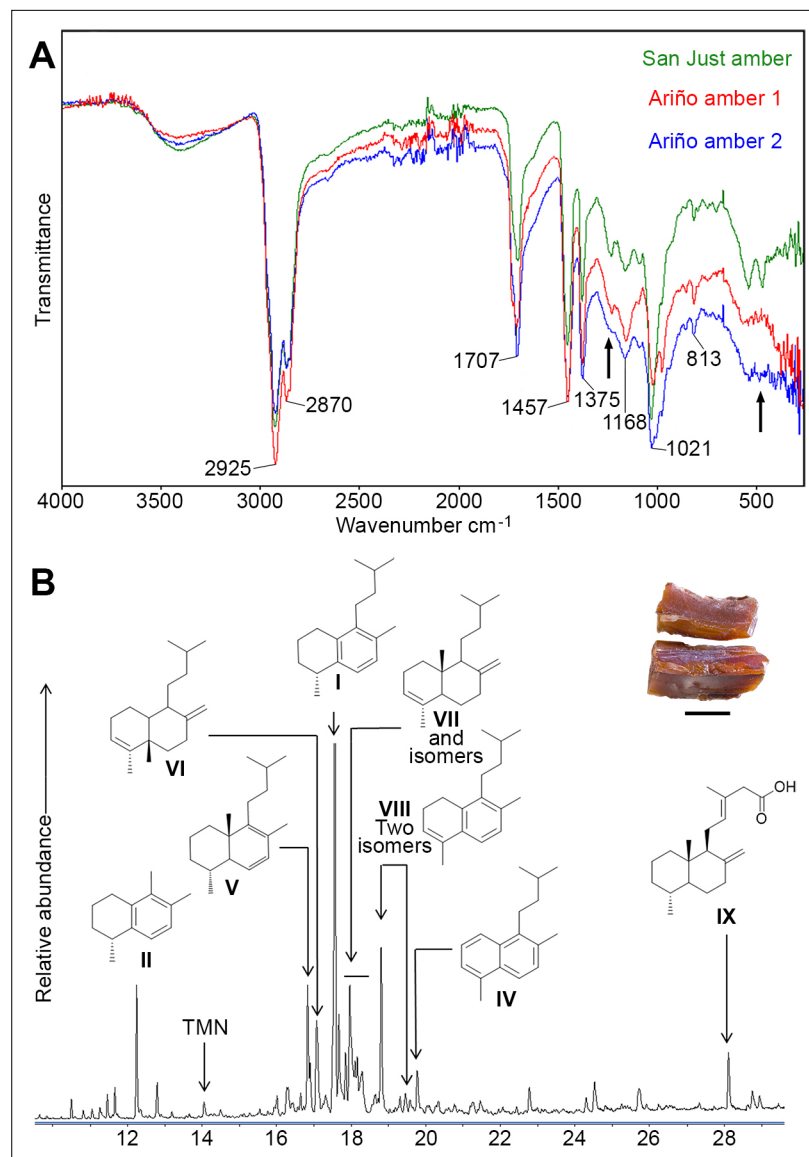 A
San Just amber
Ariño amber 1
Ariño amber 2
Transmittance
2925
2870
1707
1457
1375
1168
1021
813
4000 3500 3000 2500 2000 1500 1000 500
Wavenumber cm-1
B
I
VI
VII
and
isomers
V
VIII
Two
isomers
II
IV
OH
O
IX
TMN
Relative abundance
12 14 16 18 20 22 24 26 28